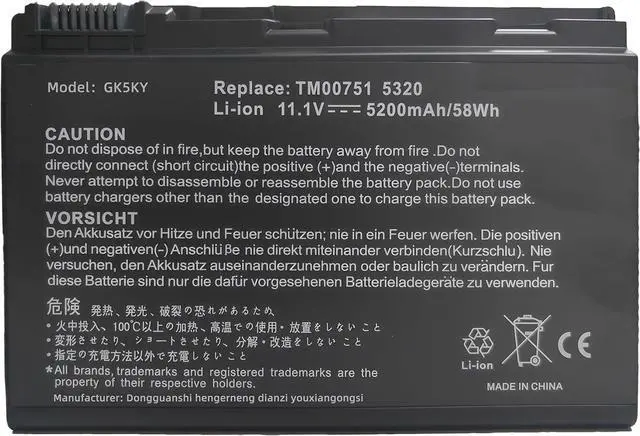 Model: GK5KY
Replace: TM00751 5320
Li-ion 11.1V 5200mAh/58Wh
CAUTION
Do not dispose of in fire,but keep the battery away from fire .Do not
directly connect (short circuit)the positive (+)and the negative(-)terminals.
Never attempt to disassemble or reassemble the battery pack.Do not use
battery chargers other than the designated one to charge this battery pack.
VORSICHT
Den Akkusatz vor Hitze und Feuer schützen; nie in ein Feuer werfen. Die positiven
(+)und negativen(-) Anschlüße nie direkt miteinander verbinden(Kurzschlu). Nie
versuchen, den Akkusatz auseinanderzunehmen oder baulich zu verändern. Fur
diese Batterie sind nur die dafür vorgesehenen Batterieladegeräte zu verwenden.
危険 発熱、発光、破裂の恐れがあるため、
・火中投入、100℃以上の加熱、高温での使用・放置をしないこと
・変形させたり、ショートさせたり、分解・改造をしないこと
・指定の充電方法以外で充電しないこと
*All brands,trademarks and registered trademarks are the
property of their respective holders.
Manufacturer: Dongguanshi hengerneng dianzi youxiangongsi
Li-ion
CE
MADE IN CHINA